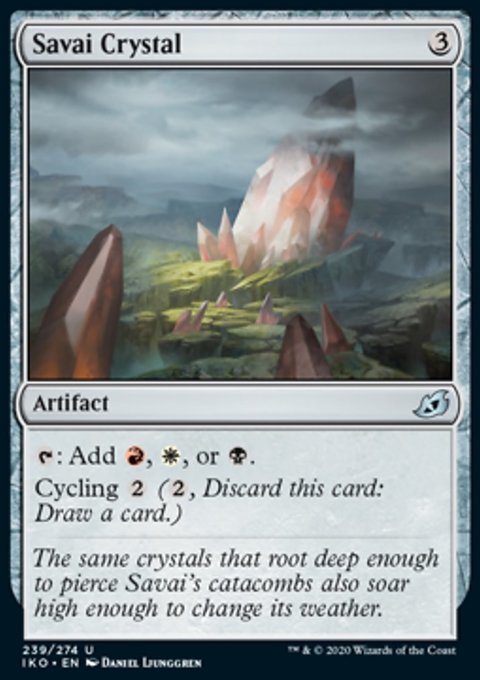 Savai Crystal 3
Artifact
: Add , , or .
Cycling 2 (2, Discard this card:
Draw a card.)
The same crystals that root deep enough
to pierce Savai's catacombs also soar
high enough to change its weather.
239/274 U
IKO • EN Daniel Ljunggren
™ & © 2020 Wizards of the Coast